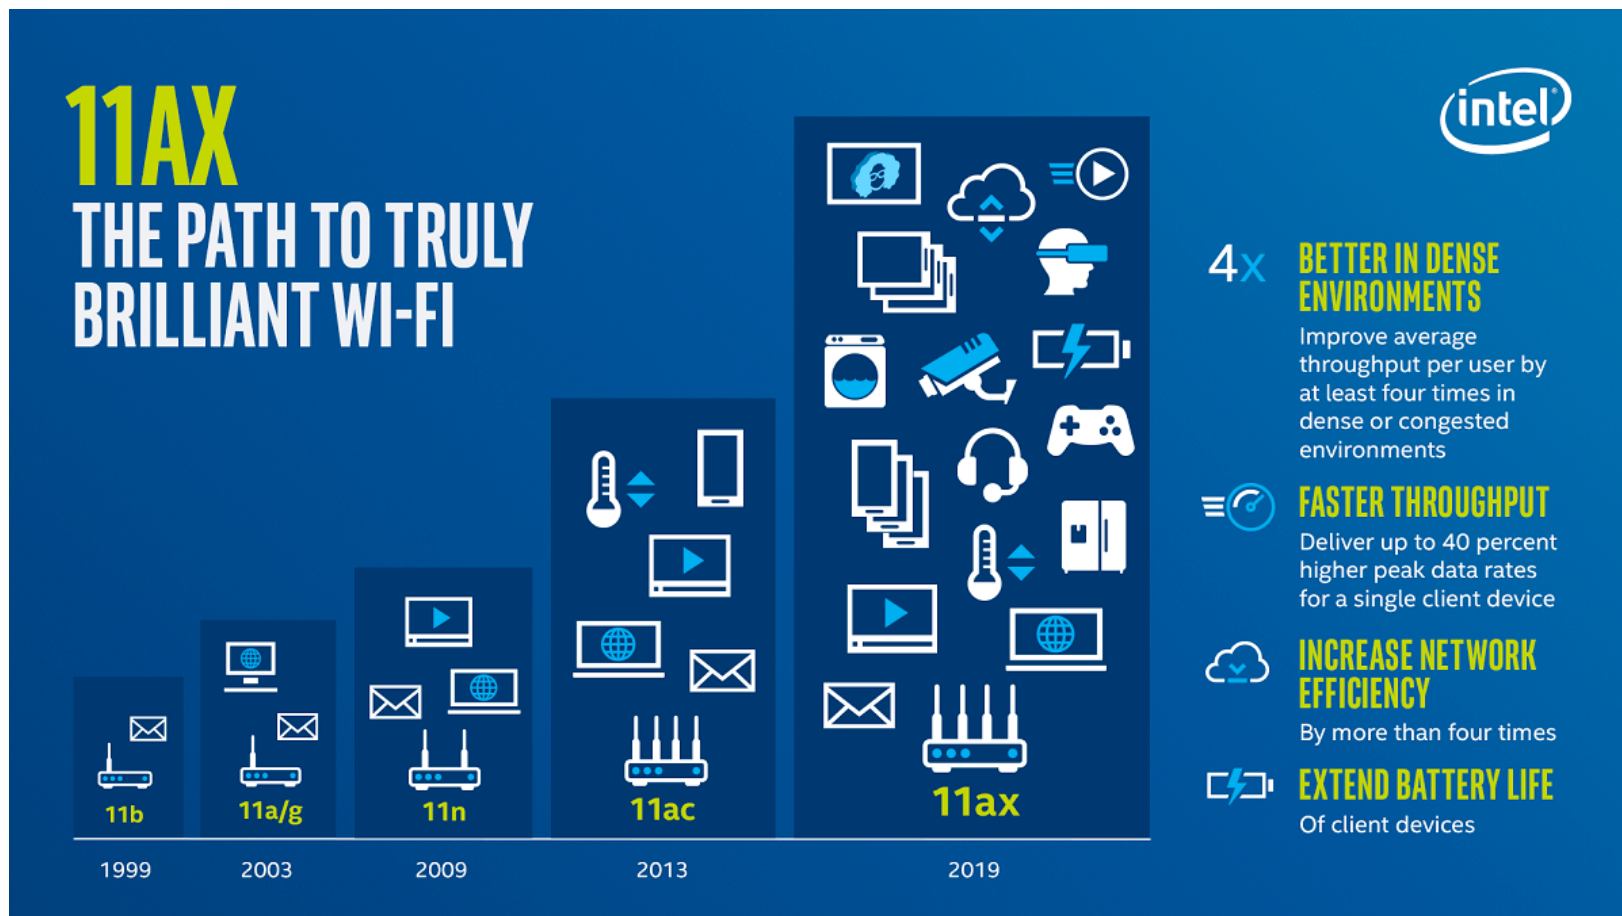 11AX
THE PATH TO TRULY
BRILLIANT WI-FI
intel®
4x
BETTER IN DENSE
ENVIRONMENTS
Improve average
throughput per user by
at least four times in
dense or congested
environments
FASTER THROUGHPUT
Deliver up to 40 percent
higher peak data rates
for a single client device
INCREASE NETWORK
EFFICIENCY
By more than four times
EXTEND BATTERY LIFE
Of client devices
11b
11a/g
11n
11ac
11ax
1999
2003
2009
2013
2019